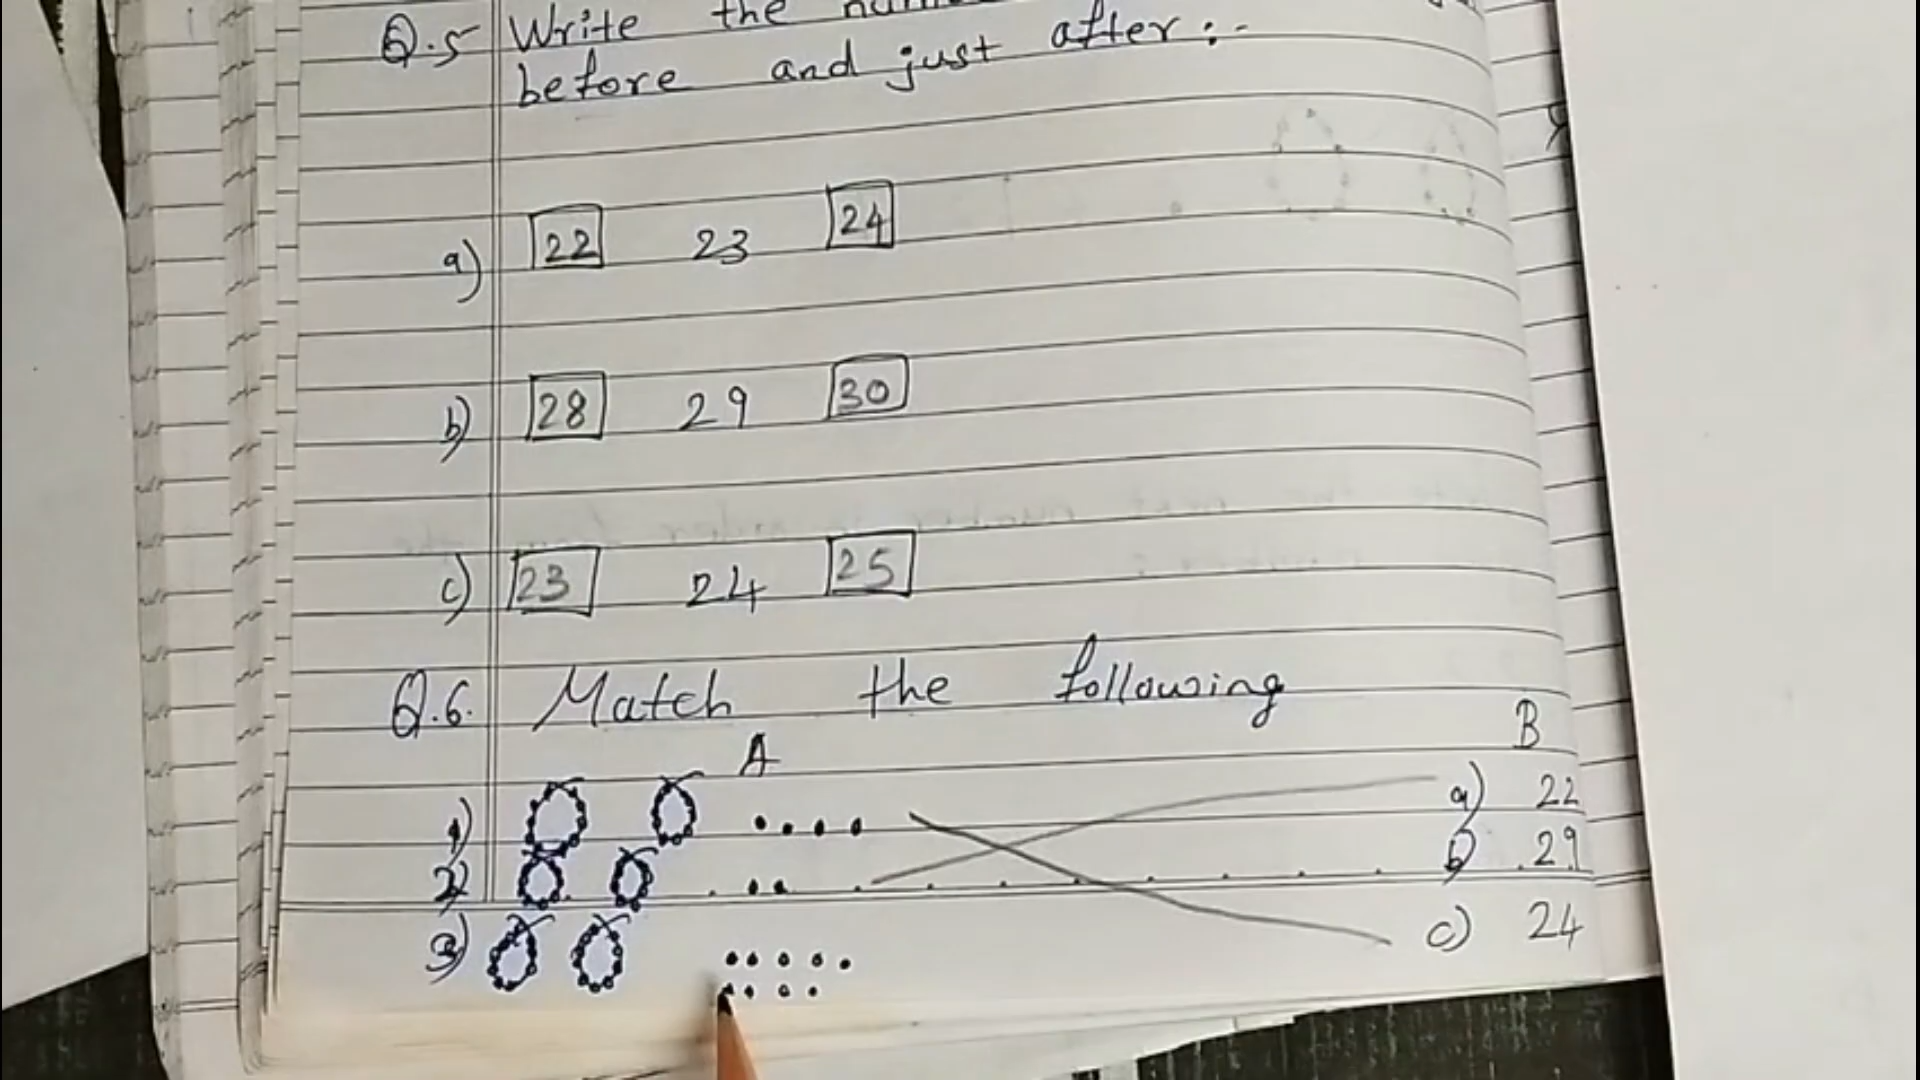 Q.5 Write the
before and just after :-
a) 22 23 24
b) 28 29 30
c) 23 24 25
Q.6. Match the following
A B
1) a) 22
2) b) 29
3) c) 24